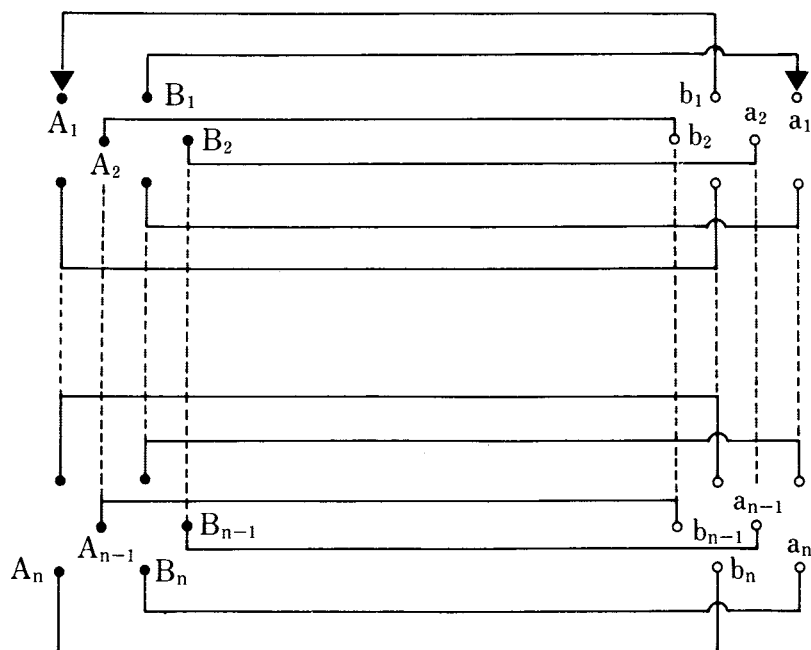 A₁ B₁ b₁ a₁
A₂ B₂ b₂ a₂
Aₙ₋₁ Bₙ₋₁ bₙ₋₁ aₙ₋₁
Aₙ Bₙ bₙ aₙ